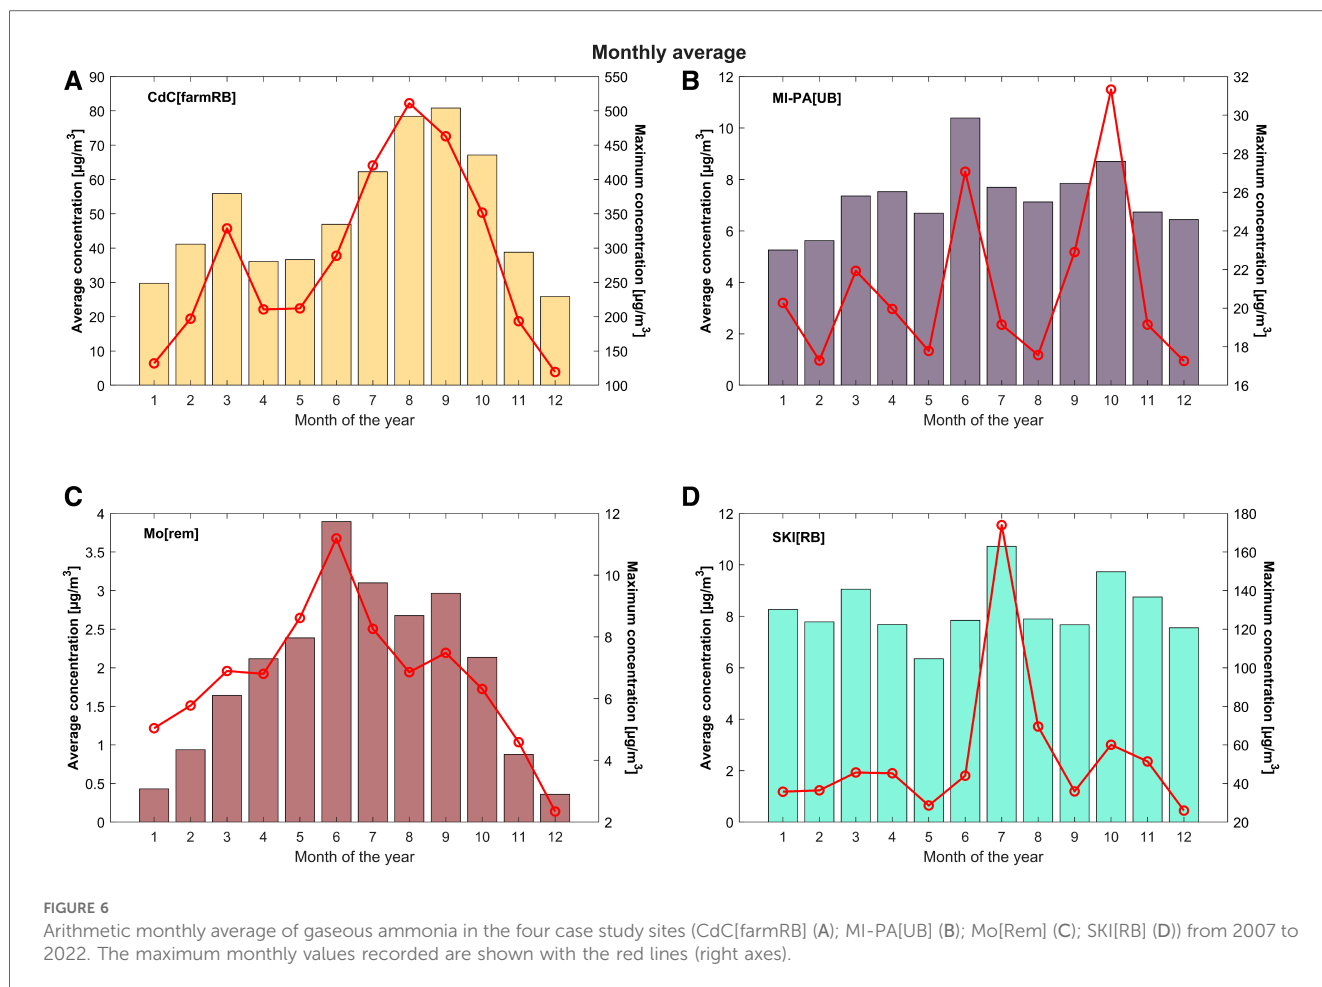 Monthly average
A
CdC[farmRB]
90
80
70
60
50
40
30
20
10
0
550
500
450
400
350
300
250
200
150
100
Average concentration [µg/m³]
Maximum concentration [µg/m³]
1 2 3 4 5 6 7 8 9 10 11 12
Month of the year
B
MI-PA[UB]
12
10
8
6
4
2
0
32
30
28
26
24
22
20
18
16
Average concentration [µg/m³]
Maximum concentration [µg/m³]
1 2 3 4 5 6 7 8 9 10 11 12
Month of the year
C
Mo[rem]
4
3.5
3
2.5
2
1.5
1
0.5
0
12
10
8
6
4
2
Average concentration [µg/m³]
Maximum concentration [µg/m³]
1 2 3 4 5 6 7 8 9 10 11 12
Month of the year
D
SKI[RB]
12
10
8
6
4
2
0
180
160
140
120
100
80
60
40
20
Average concentration [µg/m³]
Maximum concentration [µg/m³]
1 2 3 4 5 6 7 8 9 10 11 12
Month of the year
FIGURE 6
Arithmetic monthly average of gaseous ammonia in the four case study sites (CdC[farmRB] (A); MI-PA[UB] (B); Mo[Rem] (C); SKI[RB] (D)) from 2007 to
2022. The maximum monthly values recorded are shown with the red lines (right axes).